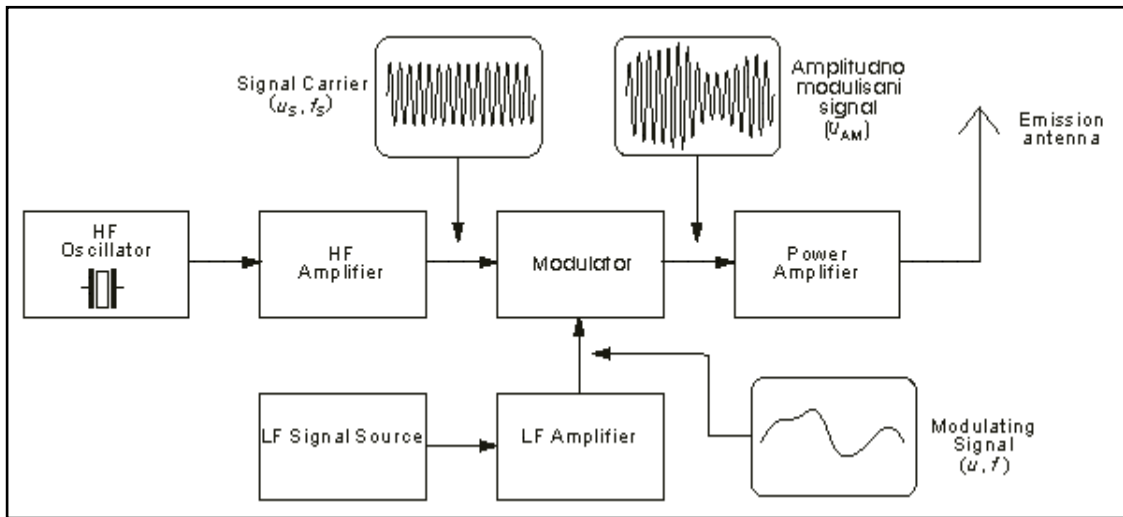 Signal Carrier
(uS, fS)
Amplitudno
modulisani
signal
(UAM)
Emission
antenna
HF
Oscillator
HF
Amplifier
Modulator
Power
Amplifier
LF Signal Source
LF Amplifier
Modulating
Signal
(u, f)